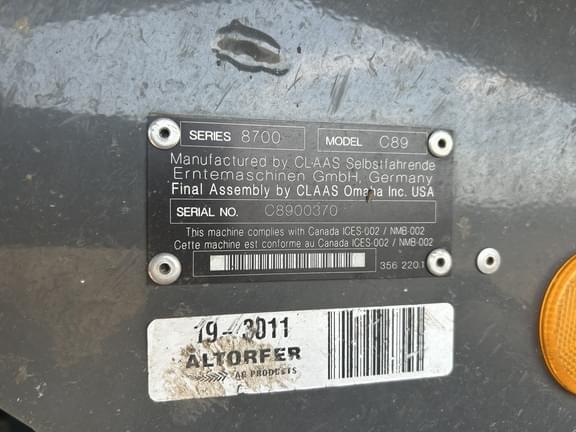 SERIES 8700 MODEL C89
Manufactured by CLAAS Selbstfahrende
Erntemaschinen GmbH, Germany
Final Assembly by CLAAS Omaha Inc. USA
SERIAL NO. C8900370
This machine complies with Canada ICES-002 / NMB-002
Cette machine est conforme au Canada ICES-002 / NMB-002
356 220.1
19-3011
ALTORFER
AG PRODUCTS